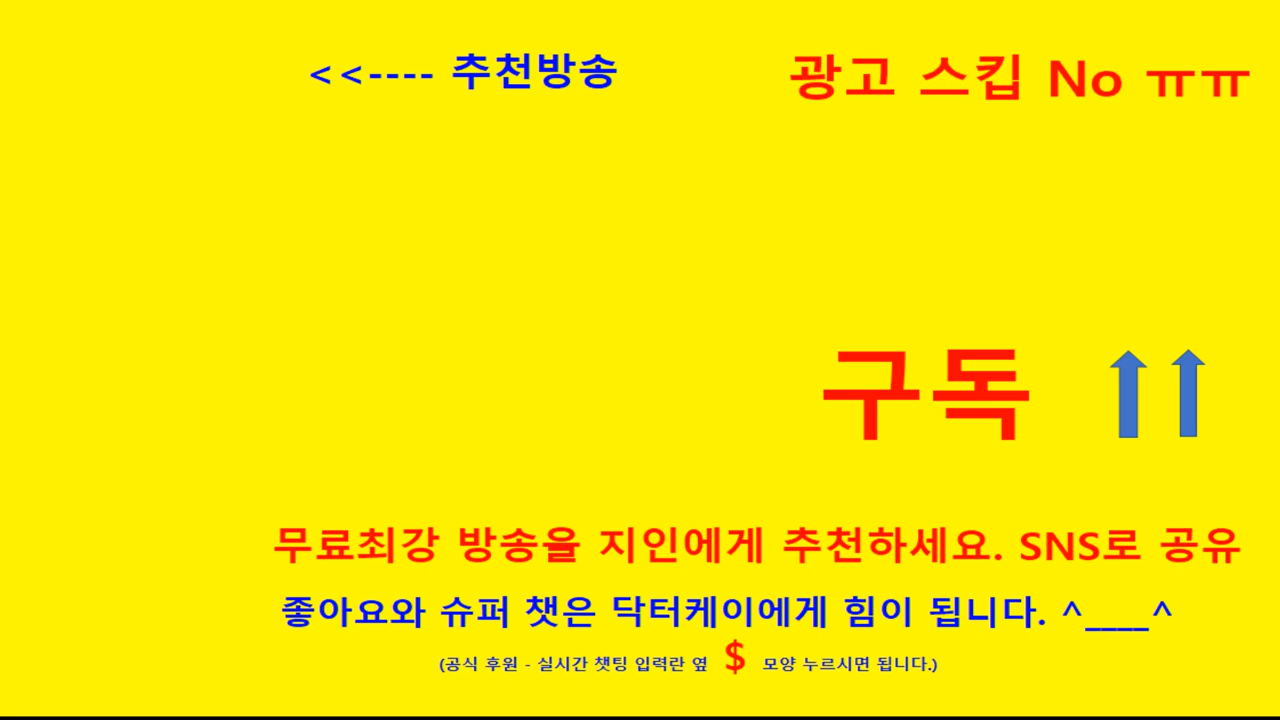 <<---- 추천방송
광고 스킵 No ㅠㅠ
구독
무료최강 방송을 지인에게 추천하세요. SNS로 공유
좋아요와 슈퍼 챗은 닥터케이에게 힘이 됩니다. ^____^
(공식 후원 - 실시간 챗팅 입력란 옆 $ 모양 누르시면 됩니다.)